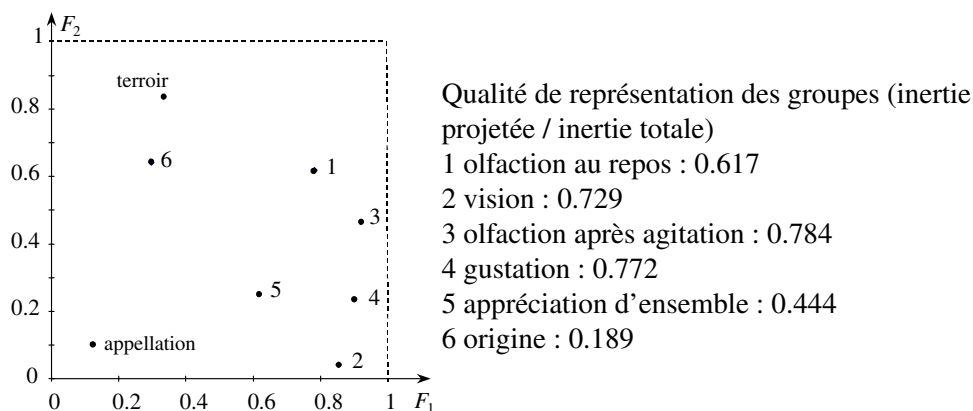 F₂
1
terroir
0.8
0.6
6
1
3
0.4
5
4
0.2
appellation
2
0
0 0.2 0.4 0.6 0.8 1 F₁
Qualité de représentation des groupes (inertie
projetée / inertie totale)
1 olfaction au repos : 0.617
2 vision : 0.729
3 olfaction après agitation : 0.784
4 gustation : 0.772
5 appréciation d’ensemble : 0.444
6 origine : 0.189